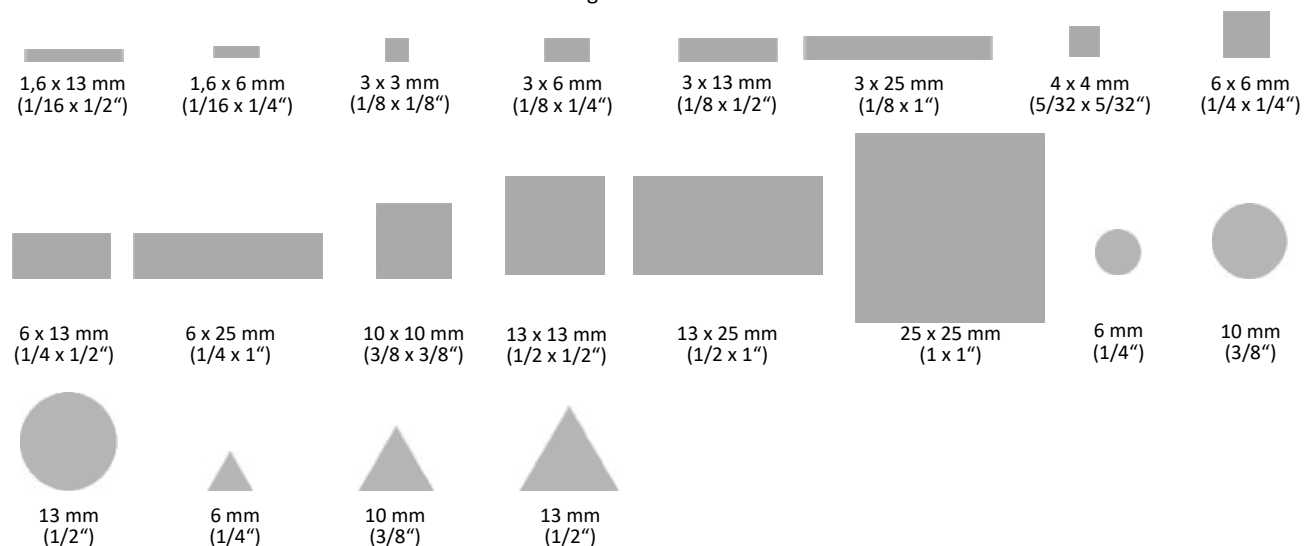 1,6 x 13 mm
(1/16 x 1/2“)
1,6 x 6 mm
(1/16 x 1/4“)
3 x 3 mm
(1/8 x 1/8“)
3 x 6 mm
(1/8 x 1/4“)
3 x 13 mm
(1/8 x 1/2“)
3 x 25 mm
(1/8 x 1“)
4 x 4 mm
(5/32 x 5/32“)
6 x 6 mm
(1/4 x 1/4“)
6 x 13 mm
(1/4 x 1/2“)
6 x 25 mm
(1/4 x 1“)
10 x 10 mm
(3/8 x 3/8“)
13 x 13 mm
(1/2 x 1/2“)
13 x 25 mm
(1/2 x 1“)
25 x 25 mm
(1 x 1“)
6 mm
(1/4“)
10 mm
(3/8“)
13 mm
(1/2“)
6 mm
(1/4“)
10 mm
(3/8“)
13 mm
(1/2“)